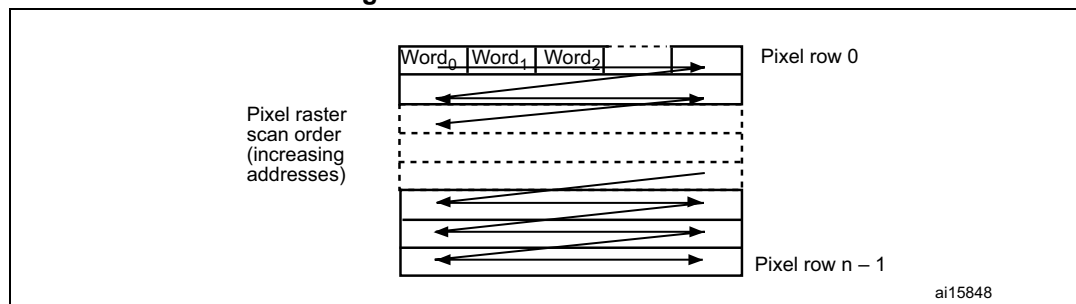 Word0 Word1 Word2
Pixel row 0
Pixel raster
scan order
(increasing
addresses)
Pixel row n – 1
ai15848